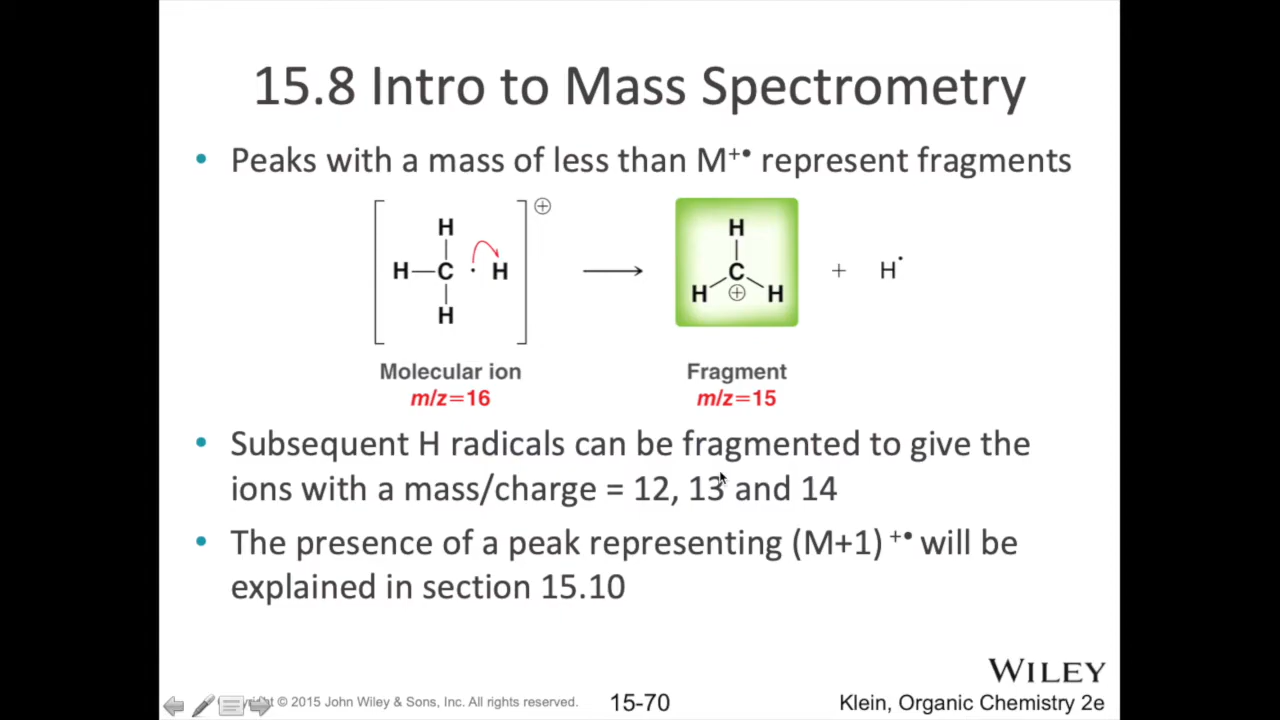 15.8 Intro to Mass Spectrometry
• Peaks with a mass of less than M⁺• represent fragments
H
H—C · H
H
⊕
H
C
H ⊕ H
+ H•
Molecular ion
m/z=16
Fragment
m/z=15
• Subsequent H radicals can be fragmented to give the
ions with a mass/charge = 12, 13 and 14
• The presence of a peak representing (M+1) ⁺• will be
explained in section 15.10
WILEY
© 2015 John Wiley & Sons, Inc. All rights reserved.
15-70
Klein, Organic Chemistry 2e